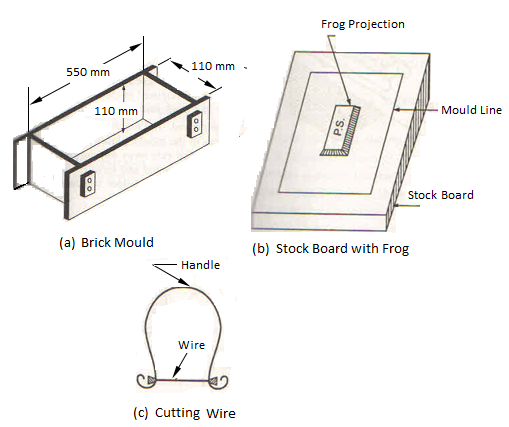 Frog Projection
550 mm
110 mm
110 mm
P.S.
Mould Line
Stock Board
(a) Brick Mould
(b) Stock Board with Frog
Handle
Wire
(c) Cutting Wire